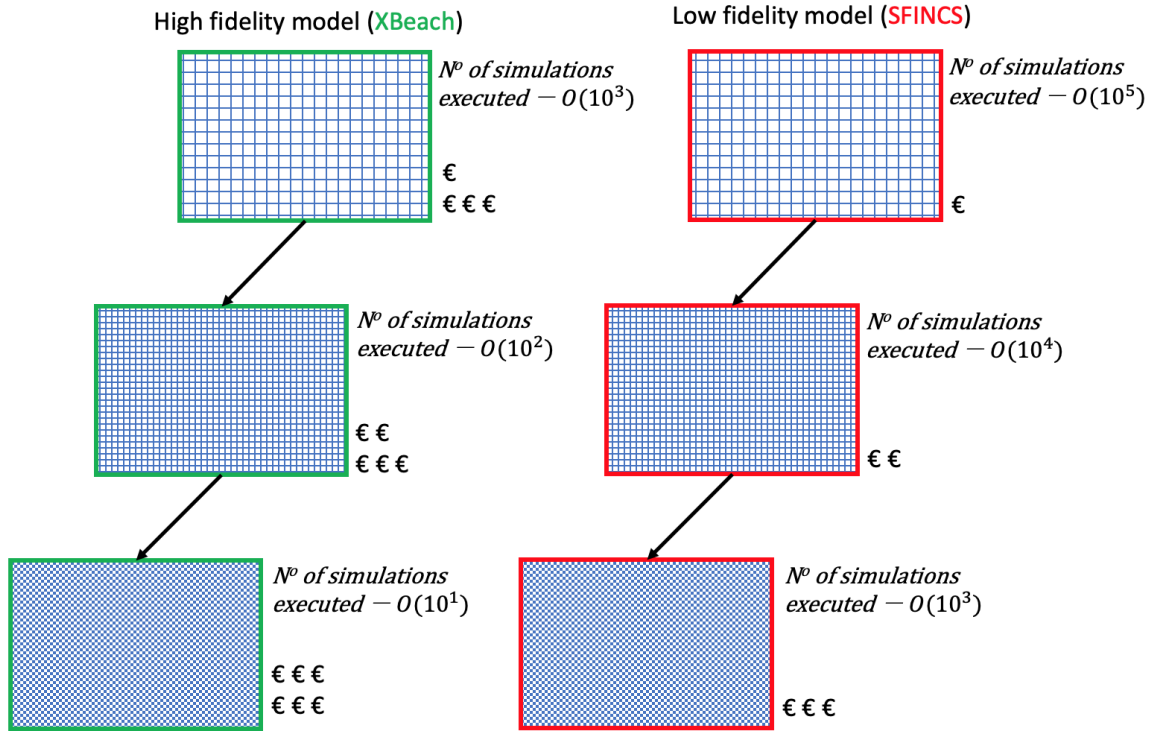 High fidelity model (XBeach)
Nº of simulations
executed – O(10³)
€
€ € €
Nº of simulations
executed – O(10²)
€ €
€ € €
Nº of simulations
executed – O(10¹)
€ € €
€ € €
Low fidelity model (SFINCS)
Nº of simulations
executed – O(10⁵)
€
Nº of simulations
executed – O(10⁴)
€ €
Nº of simulations
executed – O(10³)
€ € €